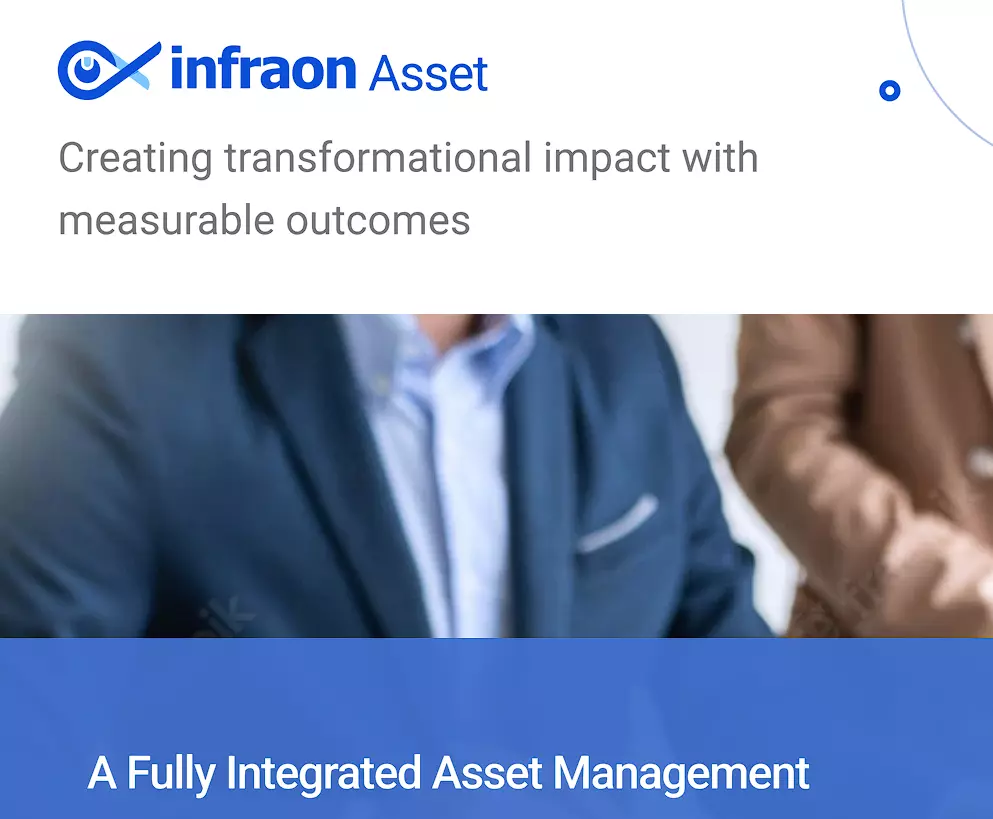 infraon Asset
Creating transformational impact with
measurable outcomes
A Fully Integrated Asset Management